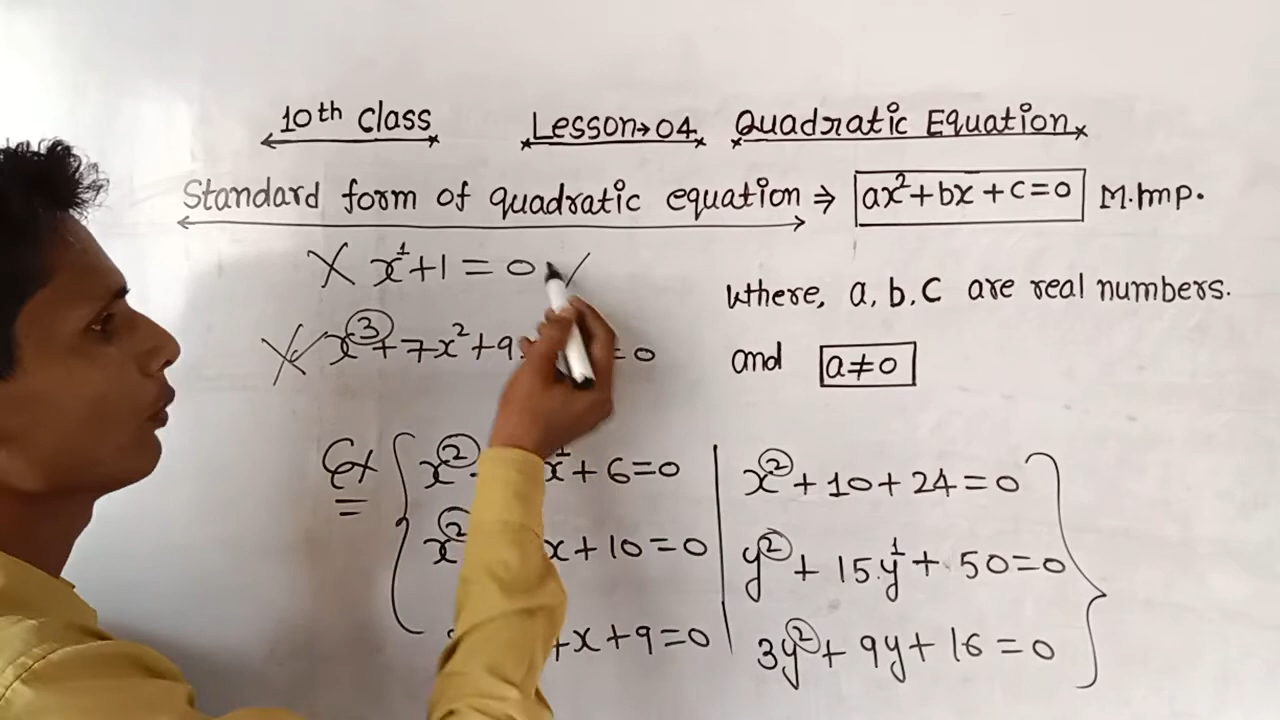 10th Class Lesson→04 Quadratic Equation
Standard form of quadratic equation ⇒ ax²+bx+c=0 M.Imp.
x¹+1=0
where, a,b,c are real numbers.
x³+7x²+9 =0
and a≠0
Ex
x² x¹+6=0
x² x+10=0
x+9=0
x²+10+24=0
y²+15.y¹+50=0
3y²+9y+16=0